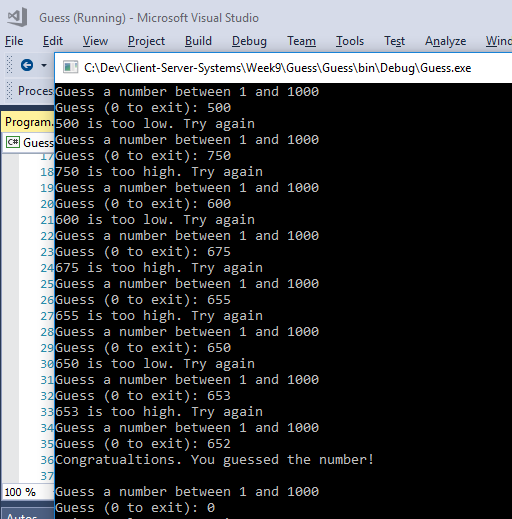 Guess (Running) - Microsoft Visual Studio
File Edit View Project Build Debug Team Tools Test Analyze
C:\Dev\Client-Server-Systems\Week9\Guess\Guess\bin\Debug\Guess.exe
Proces
Program.
C# Guess
17
18
19
20
21
22
23
24
25
26
27
28
29
30
31
32
33
34
35
36
37
100 %
Autos
Guess a number between 1 and 1000
Guess (0 to exit): 500
500 is too low. Try again
Guess a number between 1 and 1000
Guess (0 to exit): 750
750 is too high. Try again
Guess a number between 1 and 1000
Guess (0 to exit): 600
600 is too low. Try again
Guess a number between 1 and 1000
Guess (0 to exit): 675
675 is too high. Try again
Guess a number between 1 and 1000
Guess (0 to exit): 655
655 is too high. Try again
Guess a number between 1 and 1000
Guess (0 to exit): 650
650 is too low. Try again
Guess a number between 1 and 1000
Guess (0 to exit): 653
653 is too high. Try again
Guess a number between 1 and 1000
Guess (0 to exit): 652
Congratualtions. You guessed the number!
Guess a number between 1 and 1000
Guess (0 to exit): 0